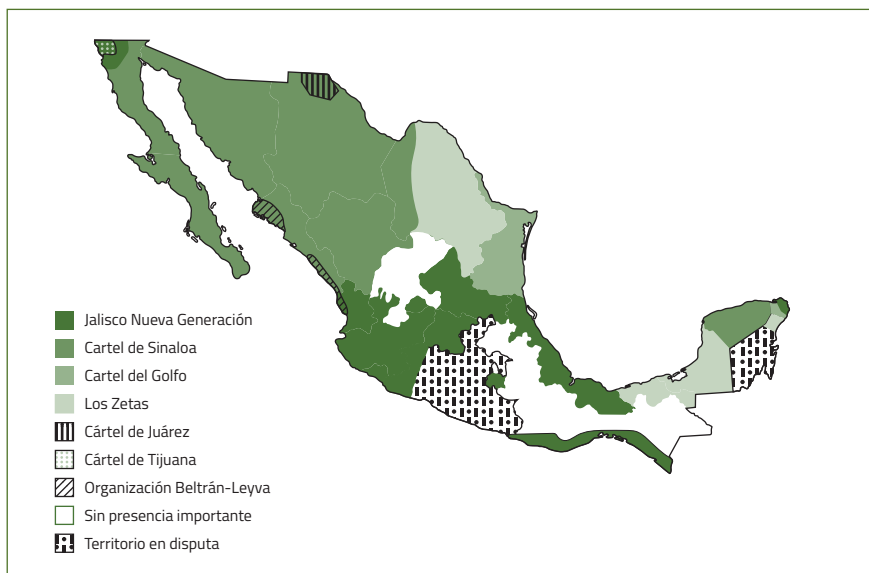 Jalisco Nueva Generación
Cartel de Sinaloa
Cartel del Golfo
Los Zetas
Cártel de Juárez
Cártel de Tijuana
Organización Beltrán-Leyva
Sin presencia importante
Territorio en disputa